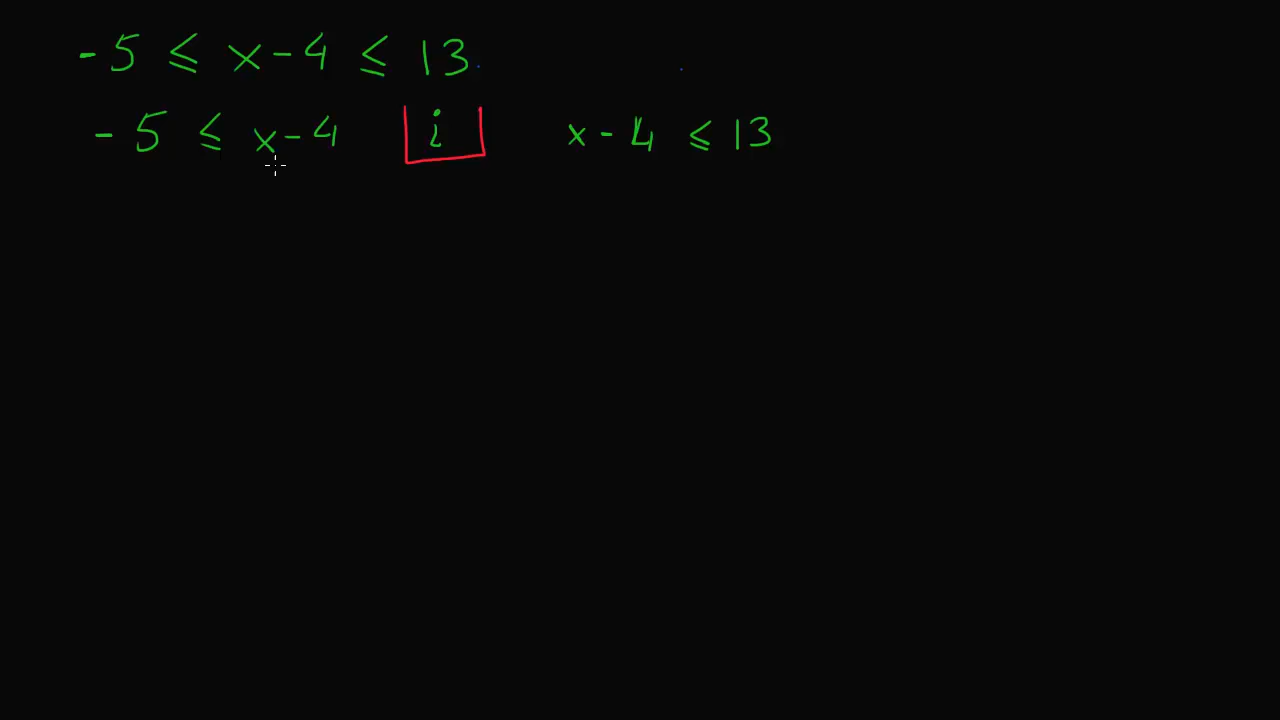 -5 ≤ x-4 ≤ 13
-5 ≤ x-4 i x-4 ≤ 13